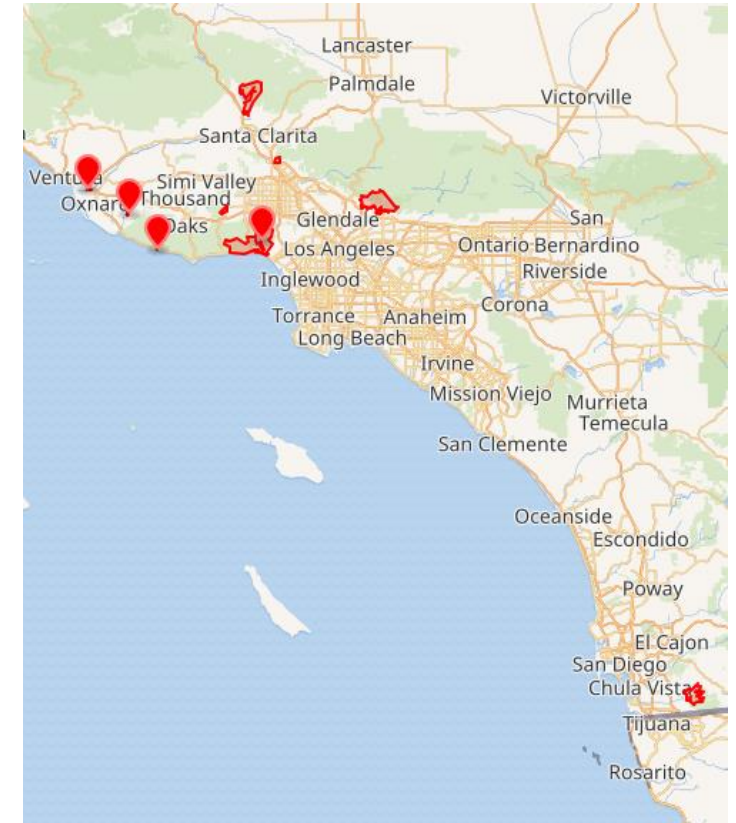 Lancaster
Palmdale
Victorville
Santa Clarita
Ventura
Simi Valley
Oxnard
Thousand
Oaks
Glendale
San
Los Angeles
Ontario
Bernardino
Riverside
Inglewood
Corona
Torrance
Anaheim
Long Beach
Irvine
Mission Viejo
Murrieta
Temecula
San Clemente
Oceanside
Escondido
Poway
El Cajon
San Diego
Chula Vista
Tijuana
Rosarito